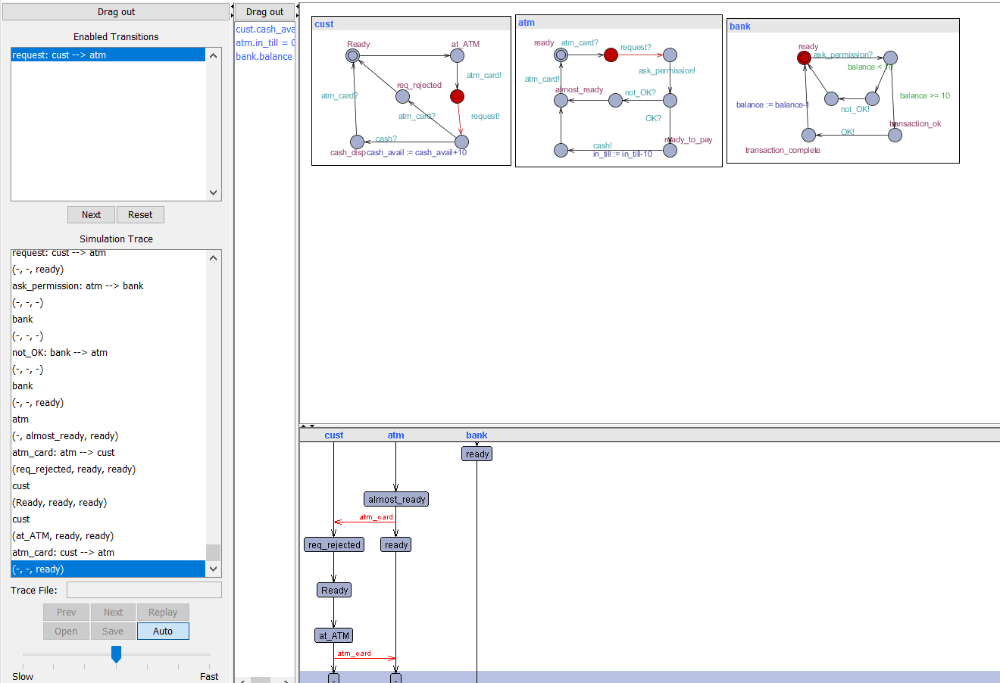 Drag out
Enabled Transitions
request: cust --> atm
Next
Reset
Simulation Trace
request: cust --> atm
(-, -, ready)
ask_permission: atm --> bank
(-, -, -)
bank
(-, -, -)
not_OK: bank --> atm
(-, -, -)
bank
(-, -, ready)
atm
(-, almost_ready, ready)
atm_card: atm --> cust
(req_rejected, ready, ready)
cust
(Ready, ready, ready)
cust
(at_ATM, ready, ready)
atm_card: cust --> atm
(-, -, ready)
Trace File:
Prev
Next
Replay
Open
Save
Auto
Slow
Fast
Drag out
cust.cash_ava
atm.in_till = 0
bank.balance
cust
Ready
at_ATM
atm_card!
req_rejected
atm_card?
atm_card?
request!
cash?
cash_disp
cash_avail := cash_avail+10
atm
ready
atm_card?
request?
ask_permission!
atm_card!
almost_ready
not_OK?
OK?
ready_to_pay
cash!
in_till := in_till-10
bank
ready
ask_permission?
balance < 10
balance := balance-1
balance >= 10
not_OK!
transaction_ok
OK!
transaction_complete
cust
atm
bank
ready
almost_ready
atm_card
req_rejected
ready
Ready
at_ATM
atm_card
-
-